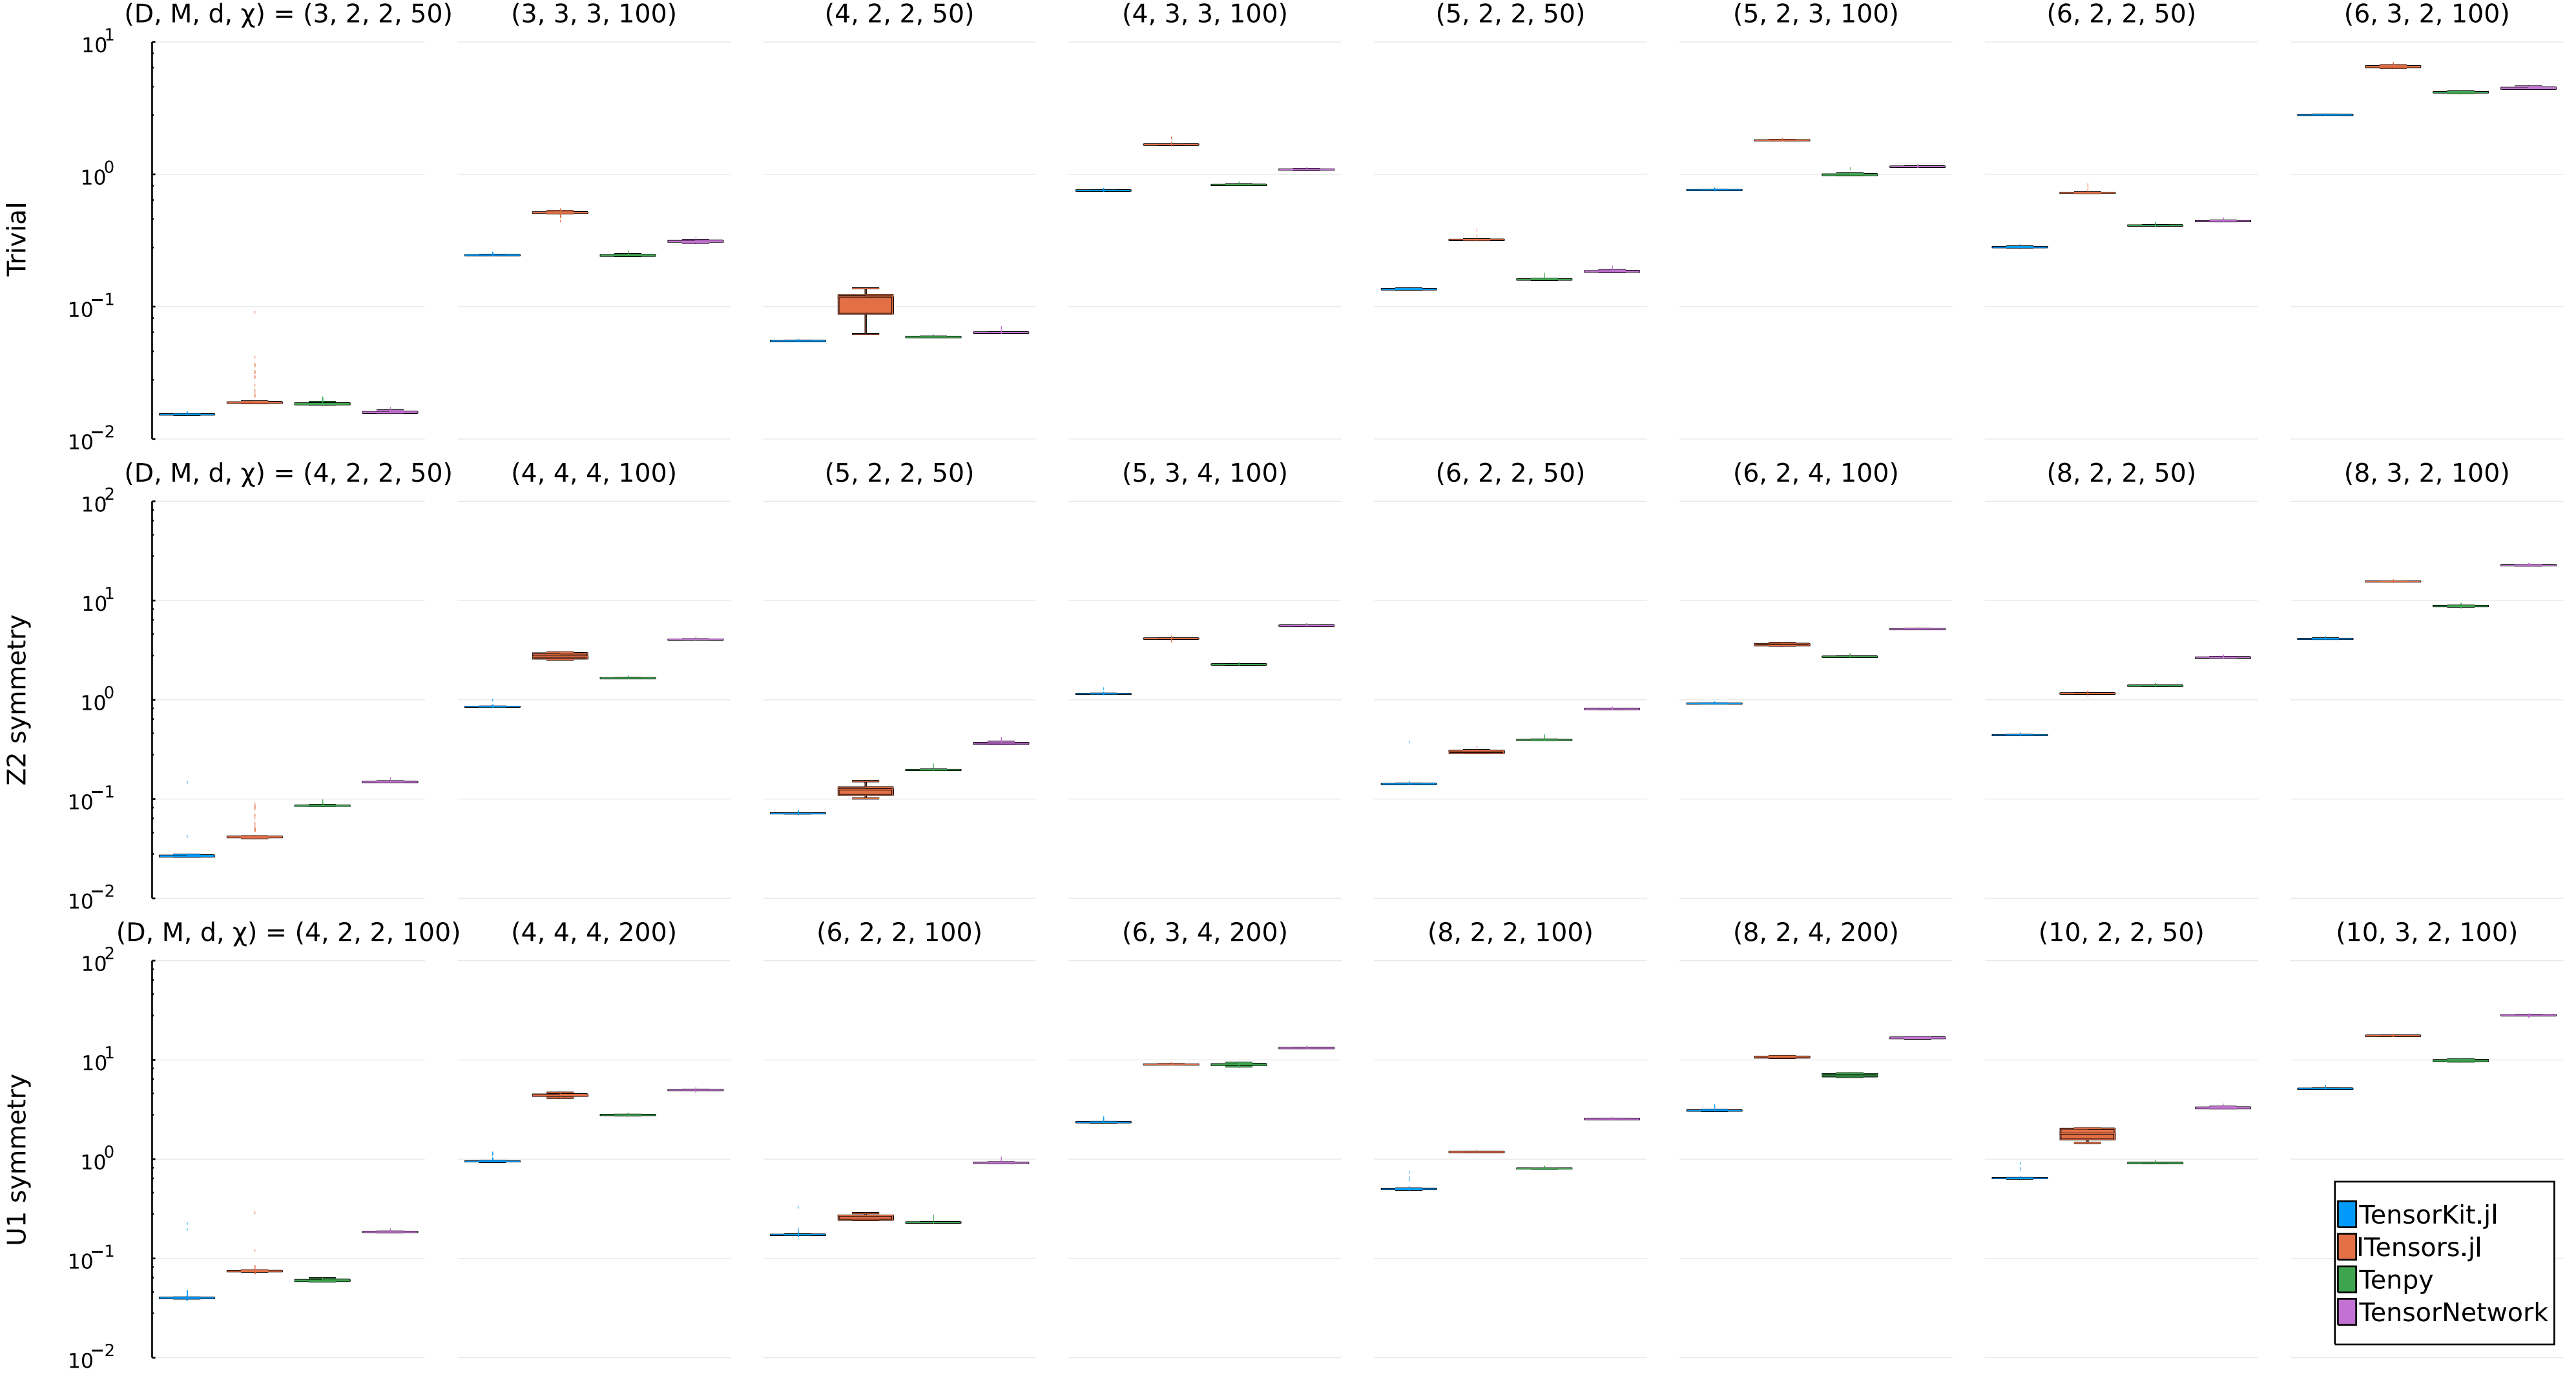 (D, M, d, χ) = (3, 2, 2, 50) (3, 3, 3, 100) (4, 2, 2, 50) (4, 3, 3, 100) (5, 2, 2, 50) (5, 2, 3, 100) (6, 2, 2, 50) (6, 3, 2, 100)
10^1
10^0
Trivial
10^−1
10^−2
(D, M, d, χ) = (4, 2, 2, 50) (4, 4, 4, 100) (5, 2, 2, 50) (5, 3, 4, 100) (6, 2, 2, 50) (6, 2, 4, 100) (8, 2, 2, 50) (8, 3, 2, 100)
10^2
10^1
10^0
Z2 symmetry
10^−1
10^−2
(D, M, d, χ) = (4, 2, 2, 100) (4, 4, 4, 200) (6, 2, 2, 100) (6, 3, 4, 200) (8, 2, 2, 100) (8, 2, 4, 200) (10, 2, 2, 50) (10, 3, 2, 100)
10^2
10^1
10^0
U1 symmetry
10^−1
10^−2
TensorKit.jl
ITensors.jl
Tenpy
TensorNetwork